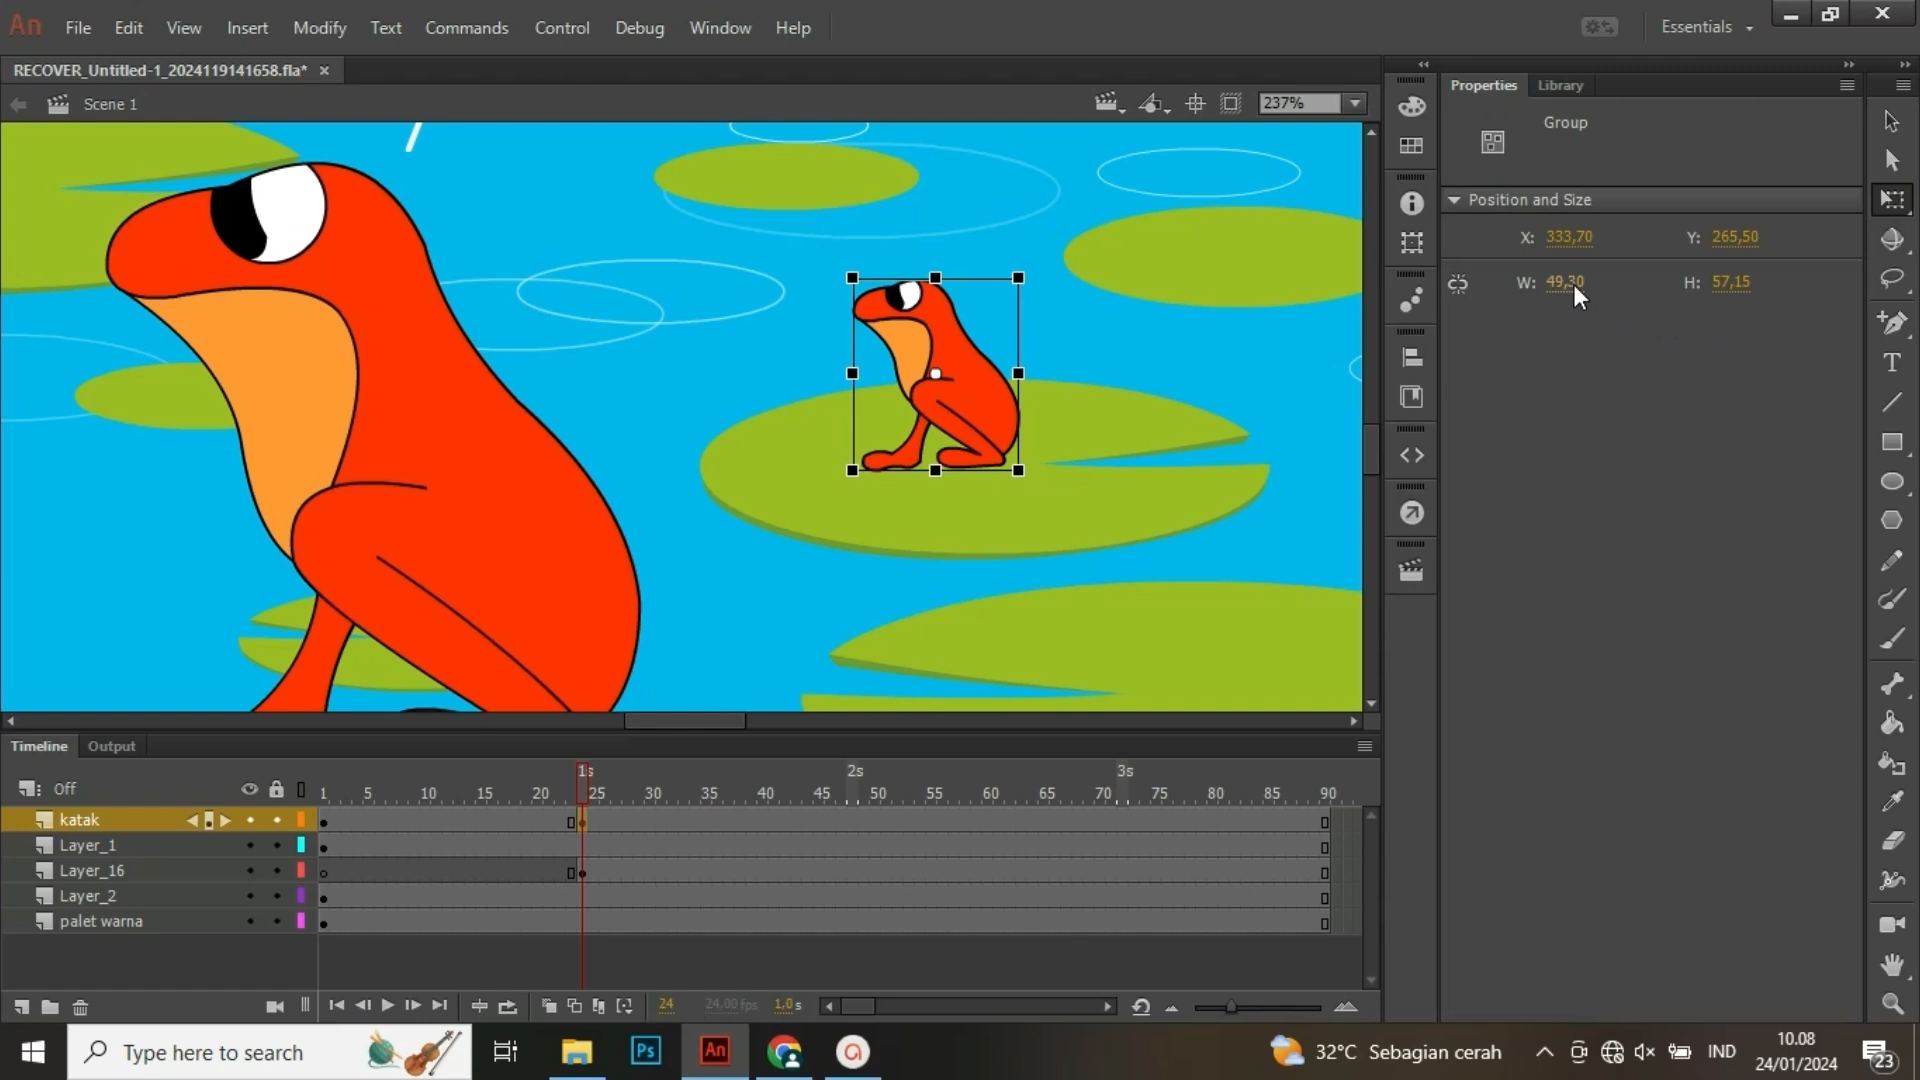 An File Edit View Insert Modify Text Commands Control Debug Window Help Essentials
RECOVER_Untitled-1_2024119141658.fla*
Scene 1 237%
Properties Library
Group
Position and Size
X: 333,70 Y: 265,50
W: 49,30 H: 57,15
Timeline Output
1s 2s 3s
Off 1 5 10 15 20 25 30 35 40 45 50 55 60 65 70 75 80 85 90
katak
Layer_1
Layer_16
Layer_2
palet warna
24 24,00 fps 1,0 s
Type here to search Ps An 32°C Sebagian cerah IND 10.08
24/01/2024 23